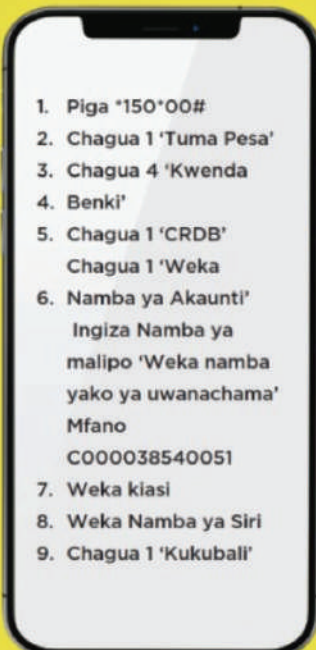 1. Piga *150*00#
2. Chagua 1 ‘Tuma Pesa’
3. Chagua 4 ‘Kwenda
4. Benki’
5. Chagua 1 ‘CRDB’
Chagua 1 ‘Weka
6. Namba ya Akaunti’
Ingiza Namba ya
malipo ‘Weka namba
yako ya uwanachama’
Mfano
C000038540051
7. Weka kiasi
8. Weka Namba ya Siri
9. Chagua 1 ‘Kukubali’